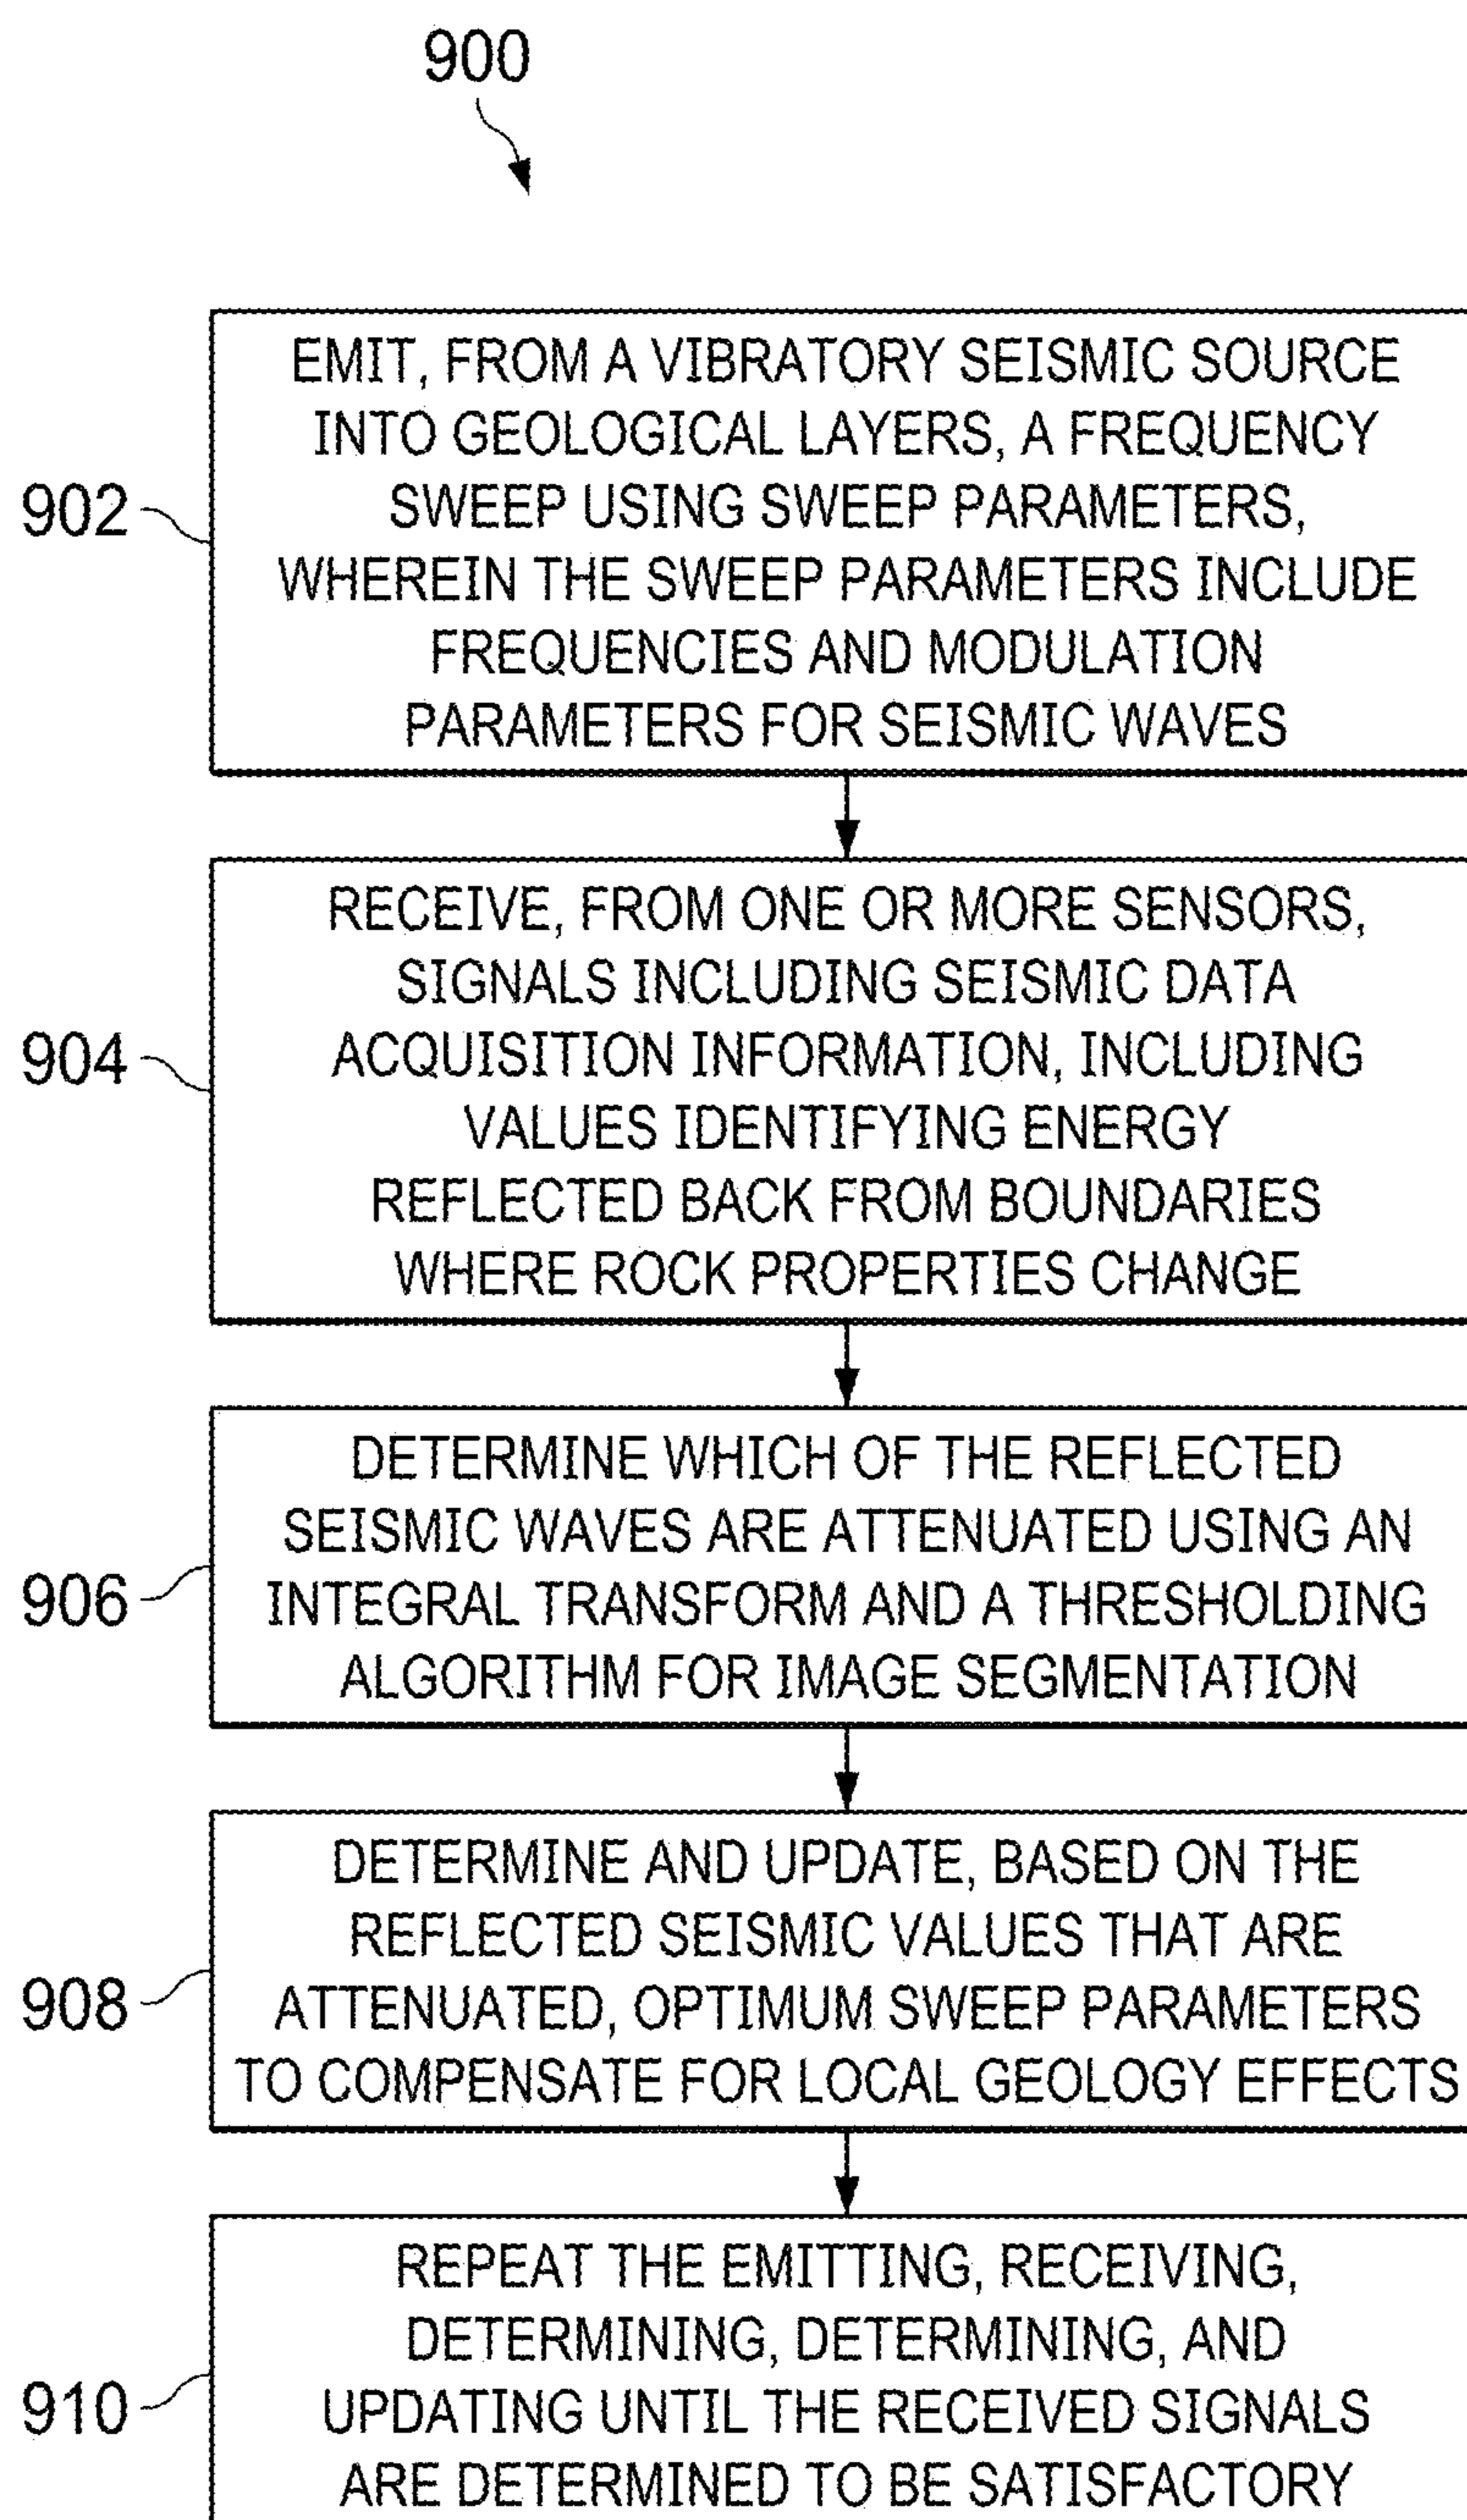 900
EMIT, FROM A VIBRATORY SEISMIC SOURCE
INTO GEOLOGICAL LAYERS, A FREQUENCY
SWEEP USING SWEEP PARAMETERS,
WHEREIN THE SWEEP PARAMETERS INCLUDE
FREQUENCIES AND MODULATION
PARAMETERS FOR SEISMIC WAVES
902
RECEIVE, FROM ONE OR MORE SENSORS,
SIGNALS INCLUDING SEISMIC DATA
ACQUISITION INFORMATION, INCLUDING
VALUES IDENTIFYING ENERGY
REFLECTED BACK FROM BOUNDARIES
WHERE ROCK PROPERTIES CHANGE
904
DETERMINE WHICH OF THE REFLECTED
SEISMIC WAVES ARE ATTENUATED USING AN
INTEGRAL TRANSFORM AND A THRESHOLDING
ALGORITHM FOR IMAGE SEGMENTATION
906
DETERMINE AND UPDATE, BASED ON THE
REFLECTED SEISMIC VALUES THAT ARE
ATTENUATED, OPTIMUM SWEEP PARAMETERS
TO COMPENSATE FOR LOCAL GEOLOGY EFFECTS
908
REPEAT THE EMITTING, RECEIVING,
DETERMINING, DETERMINING, AND
UPDATING UNTIL THE RECEIVED SIGNALS
ARE DETERMINED TO BE SATISFACTORY
910